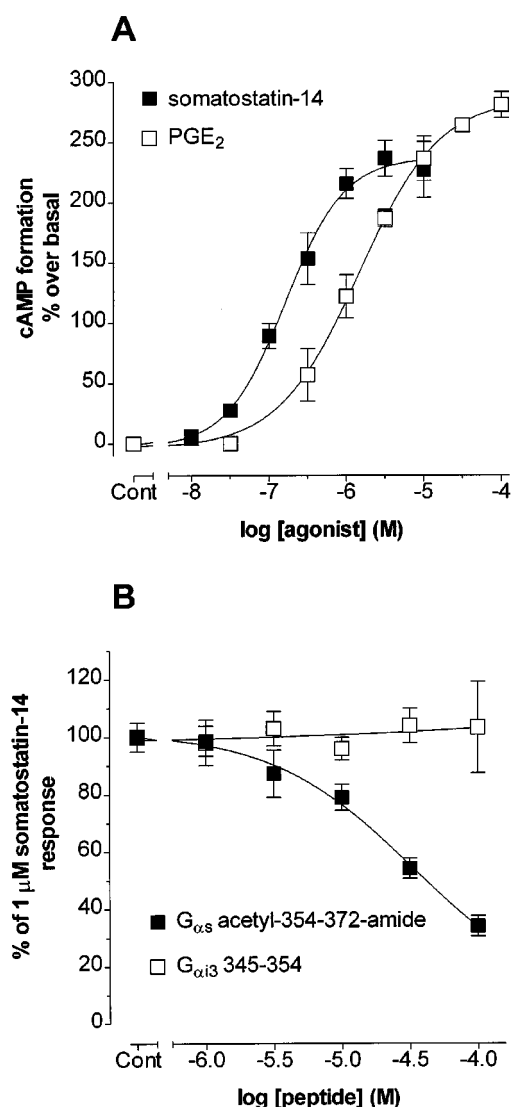 A
somatostatin-14
PGE₂
cAMP formation
% over basal
300
250
200
150
100
50
0
Cont -8 -7 -6 -5 -4
log [agonist] (M)
B
% of 1 μM somatostatin-14
response
120
100
80
60
40
20
0
Gαs acetyl-354-372-amide
Gαi3 345-354
Cont -6.0 -5.5 -5.0 -4.5 -4.0
log [peptide] (M)